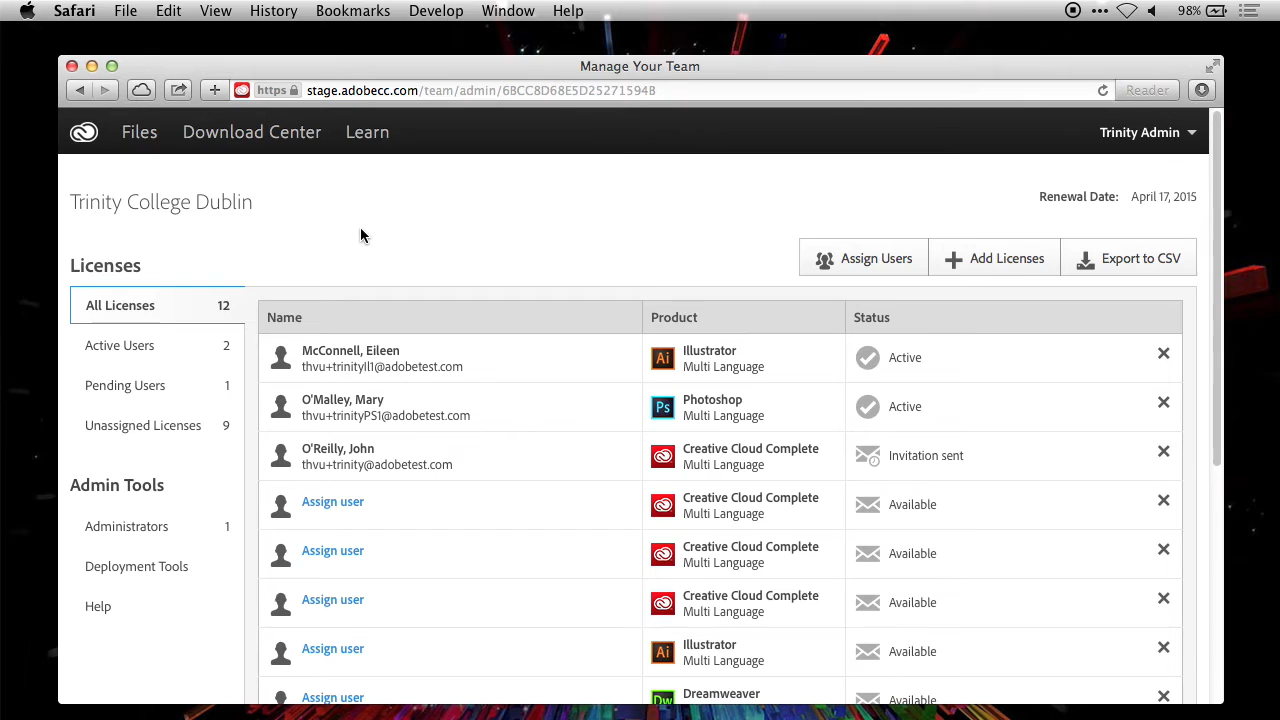 Safari File Edit View History Bookmarks Develop Window Help 98%
Manage Your Team
https stage.adobecc.com/team/admin/6BCC8D68E5D25271594B Reader
Files Download Center Learn Trinity Admin
Trinity College Dublin Renewal Date: April 17, 2015
Assign Users Add Licenses Export to CSV
Licenses
All Licenses 12
Active Users 2
Pending Users 1
Unassigned Licenses 9
Admin Tools
Administrators 1
Deployment Tools
Help
Name Product Status
McConnell, Eileen Illustrator Active
thvu+trinityIl1@adobetest.com Multi Language
O'Malley, Mary Photoshop Active
thvu+trinityPS1@adobetest.com Multi Language
O'Reilly, John Creative Cloud Complete Invitation sent
thvu+trinity@adobetest.com Multi Language
Assign user Creative Cloud Complete Available
Multi Language
Assign user Creative Cloud Complete Available
Multi Language
Assign user Creative Cloud Complete Available
Multi Language
Assign user Illustrator Available
Multi Language
Assign user Dreamweaver Available
Ai
Ps
Ai
Dw